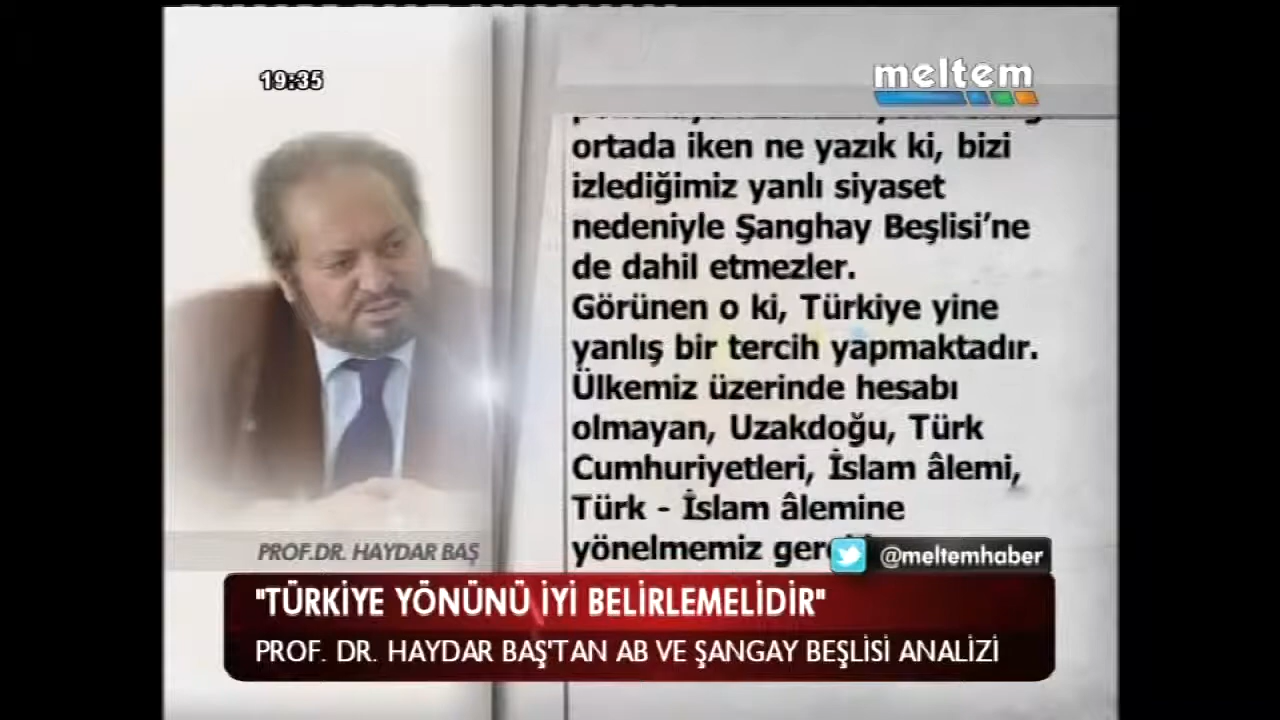 19:35
meltem
ortada iken ne yazık ki, bizi
izlediğimiz yanlı siyaset
nedeniyle Şanghay Beşlisi’ne
de dahil etmezler.
Görünen o ki, Türkiye yine
yanlış bir tercih yapmaktadır.
Ülkemiz üzerinde hesabı
olmayan, Uzakdoğu, Türk
Cumhuriyetleri, İslam âlemi,
Türk - İslam âlemine
yönelmemiz
@meltemhaber
PROF.DR. HAYDAR BAŞ
"TÜRKİYE YÖNÜNÜ İYİ BELİRLEMELİDİR"
PROF. DR. HAYDAR BAŞ'TAN AB VE ŞANGAY BEŞLİSİ ANALİZİ